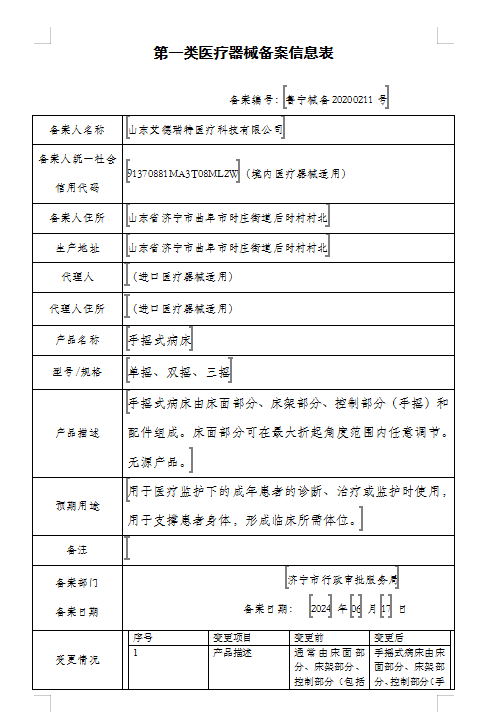 第一类医疗器械备案信息表
备案编号：鲁宁械备20200211 号
备案人名称 山东艾德瑞特医疗科技有限公司
备案人统一社会
信用代码 91370881MA3T08ML2W（境内医疗器械适用）
备案人住所 山东省济宁市曲阜市时庄街道后时村村北
生产地址 山东省济宁市曲阜市时庄街道后时村村北
代理人 （进口医疗器械适用）
代理人住所 （进口医疗器械适用）
产品名称 手摇式病床
型号/规格 单摇、双摇、三摇
产品描述
手摇式病床由床面部分、床架部分、控制部分（手摇）和
配件组成。床面部分可在最大折起角度范围内任意调节。
无源产品。
预期用途
用于医疗监护下的成年患者的诊断、治疗或监护时使用，
用于支撑患者身体，形成临床所需体位。
备注
备案部门 济宁市行政审批服务局
备案日期 备案日期： 2024 年 06 月 17 日
变更情况
序号 变更项目 变更前 变更后
1 产品描述 通常由床面部 手摇式病床由床
分、床架部分、 面部分、床架部
控制部分（包括 分、控制部分（手